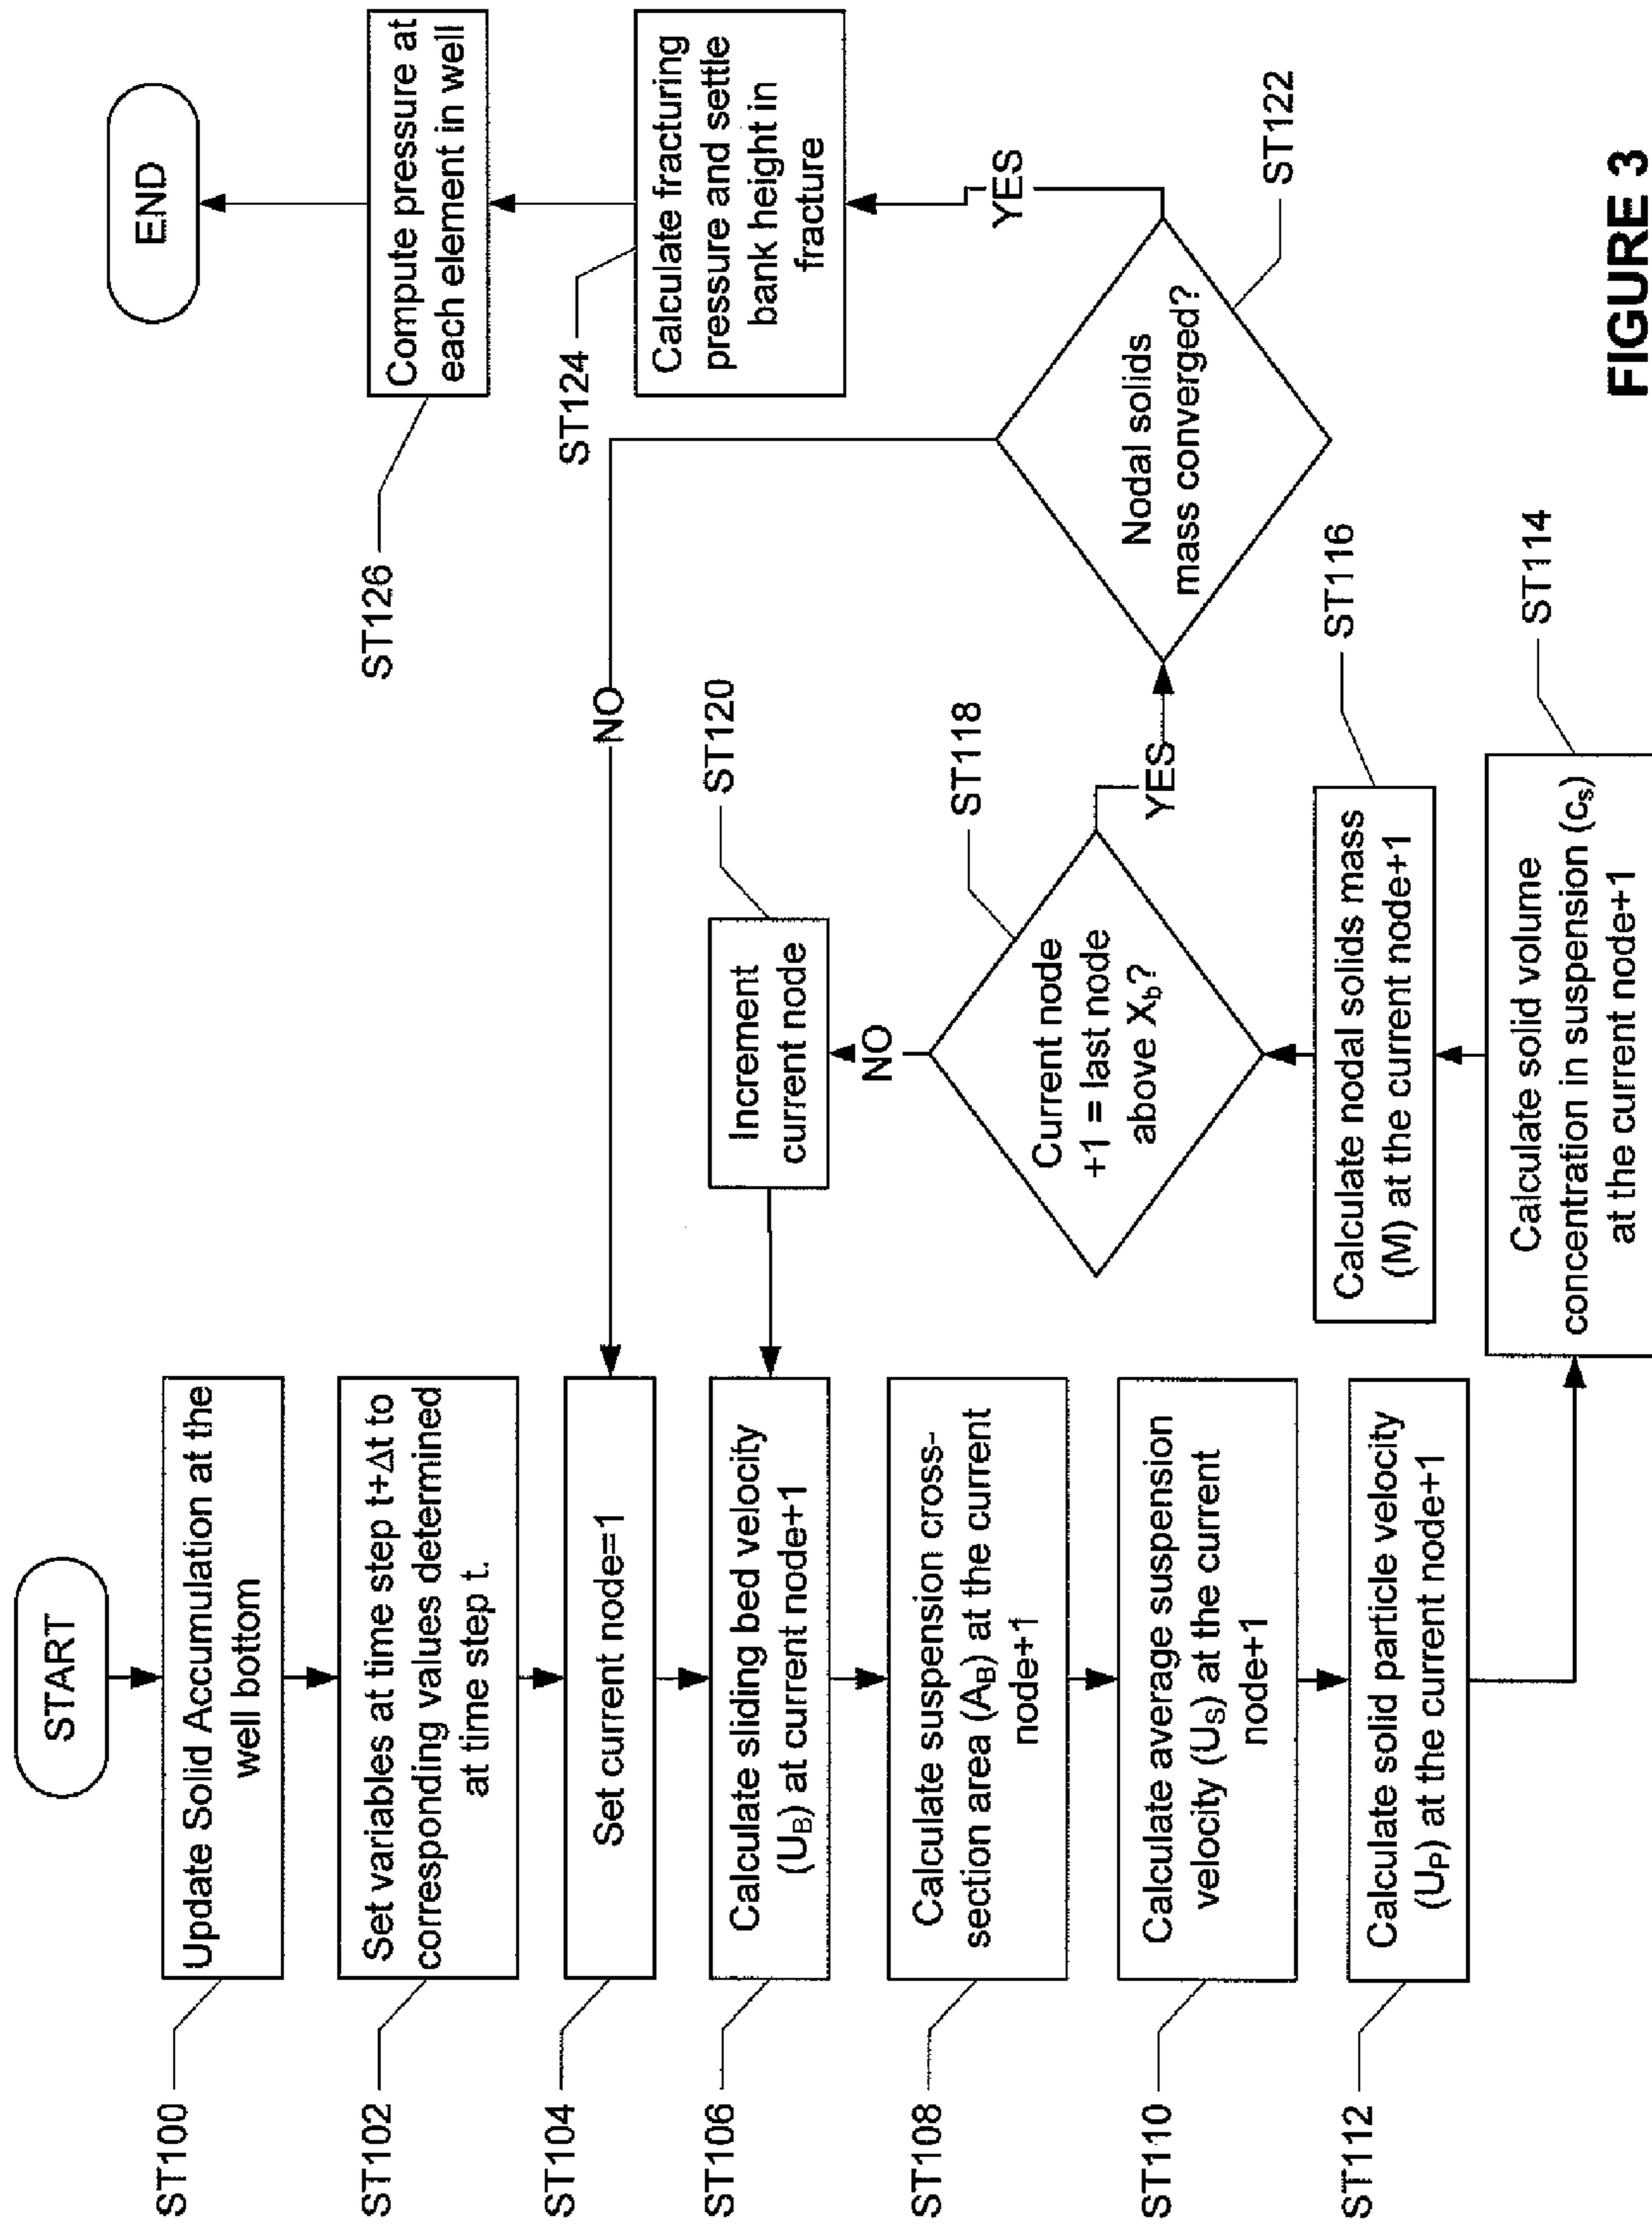 START
ST100
Update Solid Accumulation at the
well bottom
ST102
Set variables at time step t+Δt to
corresponding values determined
at time step t.
ST104
Set current node=1
ST106
Calculate sliding bed velocity
(U_B) at current node+1
ST108
Calculate suspension cross-
section area (A_B) at the current
node+1
ST110
Calculate average suspension
velocity (U_S) at the current
node+1
ST112
Calculate solid particle velocity
(U_P) at the current node+1
ST114
Calculate solid volume
concentration in suspension (c_s)
at the current node+1
ST116
Calculate nodal solids mass
(M) at the current node+1
ST118
Current node
+1 = last node
above X_b?
NO
YES
ST120
Increment
current node
ST122
Nodal solids
mass converged?
NO
YES
ST124
Calculate fracturing
pressure and settle
bank height in
fracture
ST126
Compute pressure at
each element in well
END
FIGURE 3